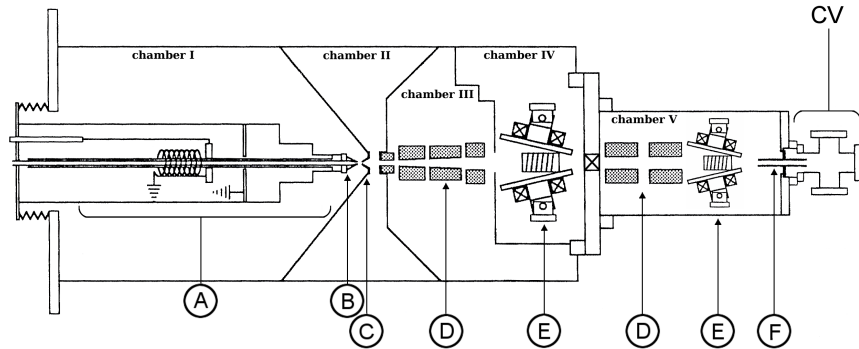 CV
chamber I
chamber II
chamber IV
chamber III
chamber V
A
B
C
D
E
D
E
F